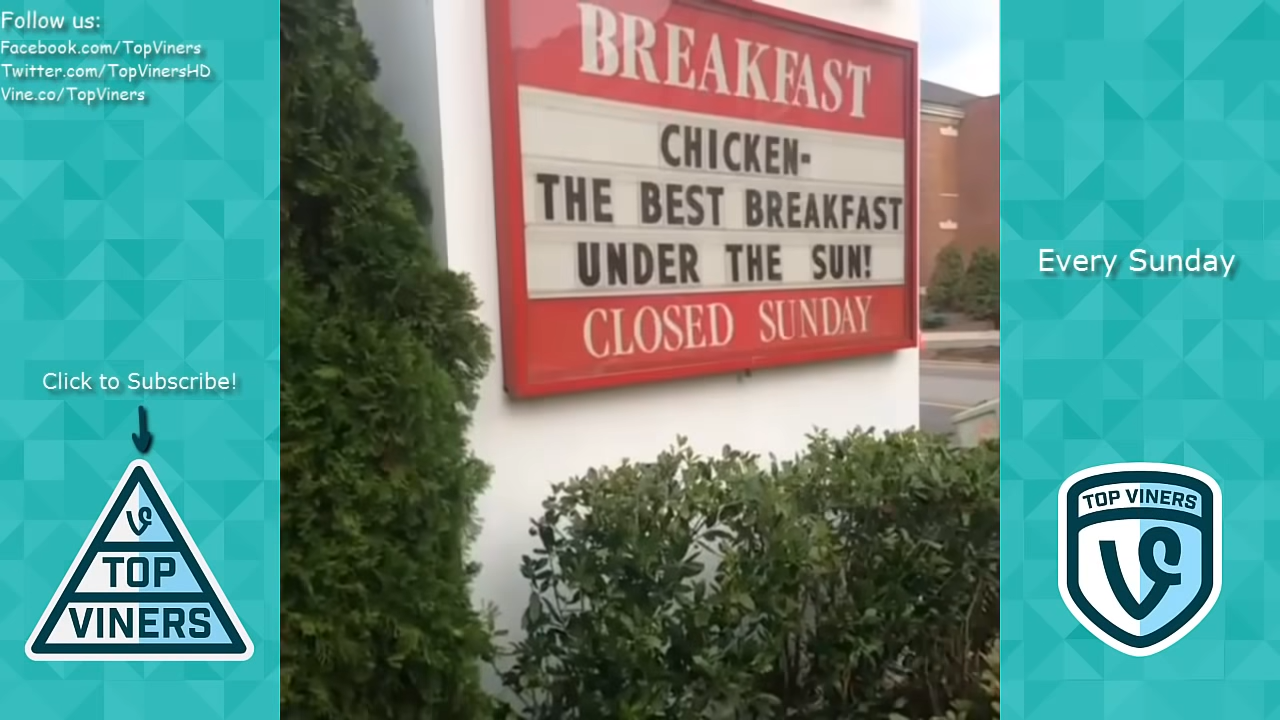 Follow us:
Facebook.com/TopViners
Twitter.com/TopVinersHD
Vine.co/TopViners
Click to Subscribe!
TOP
VINERS
BREAKFAST
CHICKEN-
THE BEST BREAKFAST
UNDER THE SUN!
CLOSED SUNDAY
Every Sunday
TOP VINERS